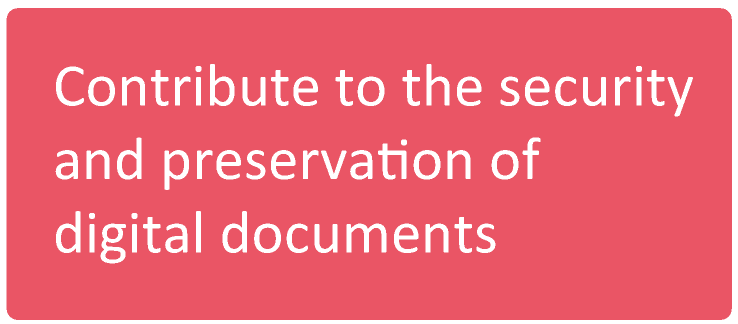 Contribute to the security
and preservation of
digital documents